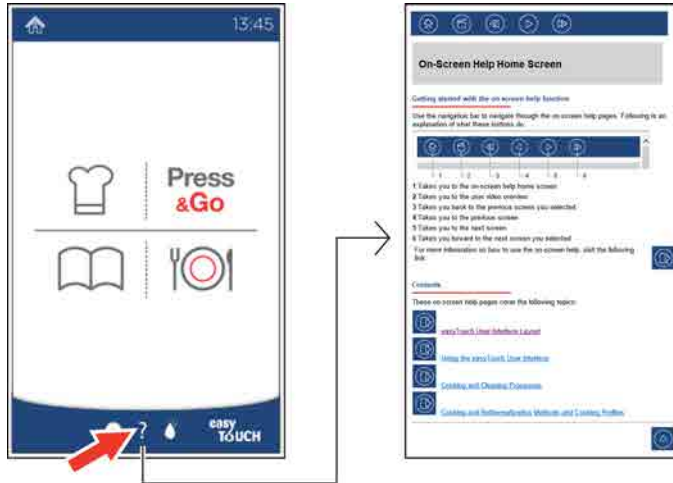 13:45
Press
&Go
?
easy
TOUCH
On-Screen Help Home Screen
Getting started with the on-screen help function
Use the navigation bar to navigate through the on-screen help pages. Following is an
explanation of what these buttons do.
1 2 3 4 5 6
1 Takes you to the on-screen help home screen
2 Takes you to the user video overview
3 Takes you back to the previous screen you selected
4 Takes you to the previous screen
5 Takes you to the next screen
6 Takes you forward to the next screen you selected
For more information on how to use the on-screen help, visit the following
link:
Contents
These on-screen help pages cover the following topics:
easyTouch User Interface Layout
Using the easyTouch User Interface
Cooking and Cleaning Processes
Cooking and Rethermalization Methods and Cooking Profiles